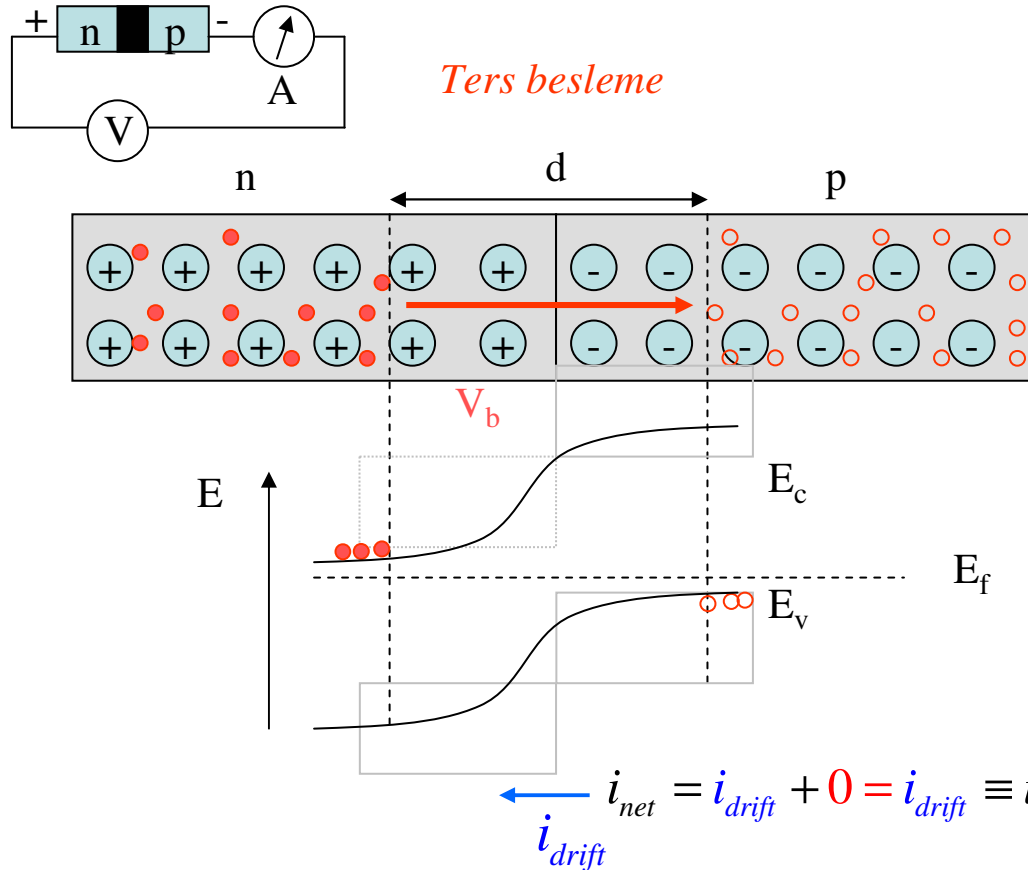 + n p -
A
V
Ters besleme
n d p
+ + + + + + - - - - - -
+ + + + + + - - - - - -
V_b
E E_c
E_f
E_v
i_net = i_drift + 0 = i_drift ≡ i
i_drift